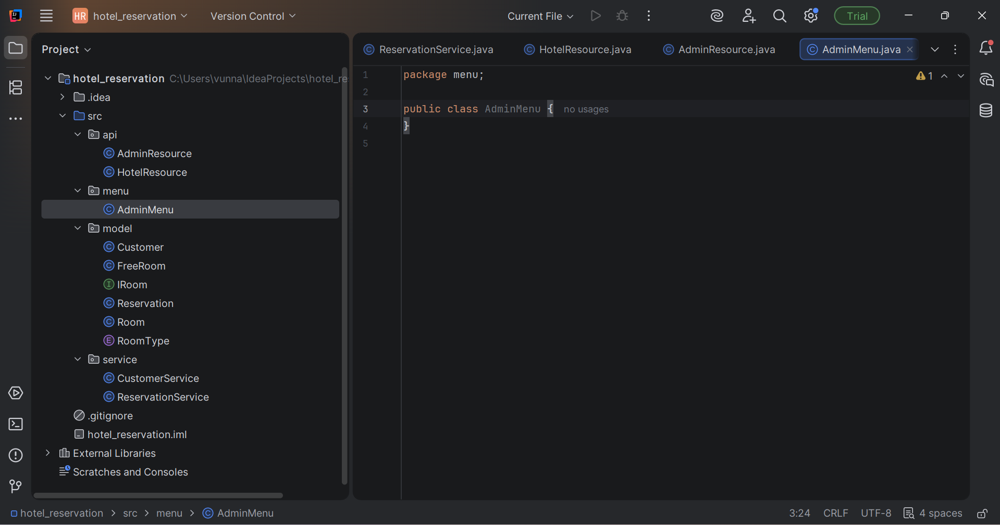 HR hotel_reservation Version Control Current File Trial
Project
hotel_reservation C:\Users\vunna\IdeaProjects\hotel_re
.idea
src
api
AdminResource
HotelResource
menu
AdminMenu
model
Customer
FreeRoom
IRoom
Reservation
Room
RoomType
service
CustomerService
ReservationService
.gitignore
hotel_reservation.iml
External Libraries
Scratches and Consoles
ReservationService.java HotelResource.java AdminResource.java AdminMenu.java
1 package menu; 1
2
3 public class AdminMenu { no usages
4 }
5
hotel_reservation > src > menu > AdminMenu 3:24 CRLF UTF-8 4 spaces